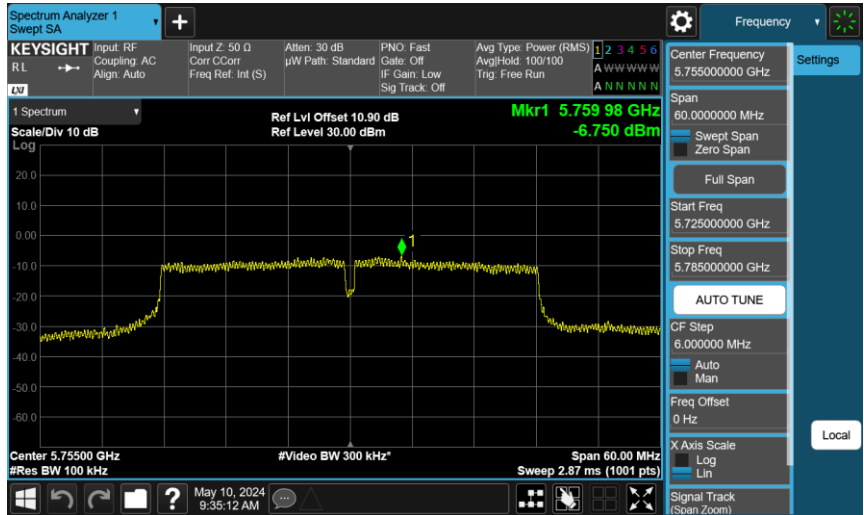 Spectrum Analyzer 1
Swept SA
+
Frequency
KEYSIGHT
RL
LXI
Input: RF
Coupling: AC
Align: Auto
Input Z: 50 Ω
Corr CCorr
Freq Ref: Int (S)
Atten: 30 dB
µW Path: Standard
PNO: Fast
Gate: Off
IF Gain: Low
Sig Track: Off
Avg Type: Power (RMS)
Avg|Hold: 100/100
Trig: Free Run
1 2 3 4 5 6
A W W W W W
A N N N N N
1 Spectrum
Scale/Div 10 dB
Log
Ref Lvl Offset 10.90 dB
Ref Level 30.00 dBm
Mkr1 5.759 98 GHz
-6.750 dBm
20.0
10.0
0.00
-10.0
-20.0
-30.0
-40.0
-50.0
-60.0
1
Center 5.75500 GHz
#Res BW 100 kHz
#Video BW 300 kHz*
Span 60.00 MHz
Sweep 2.87 ms (1001 pts)
Center Frequency
5.755000000 GHz
Span
60.0000000 MHz
Swept Span
Zero Span
Full Span
Start Freq
5.725000000 GHz
Stop Freq
5.785000000 GHz
AUTO TUNE
CF Step
6.000000 MHz
Auto
Man
Freq Offset
0 Hz
X Axis Scale
Log
Lin
Signal Track
(Span Zoom)
Settings
Local
?
May 10, 2024
9:35:12 AM